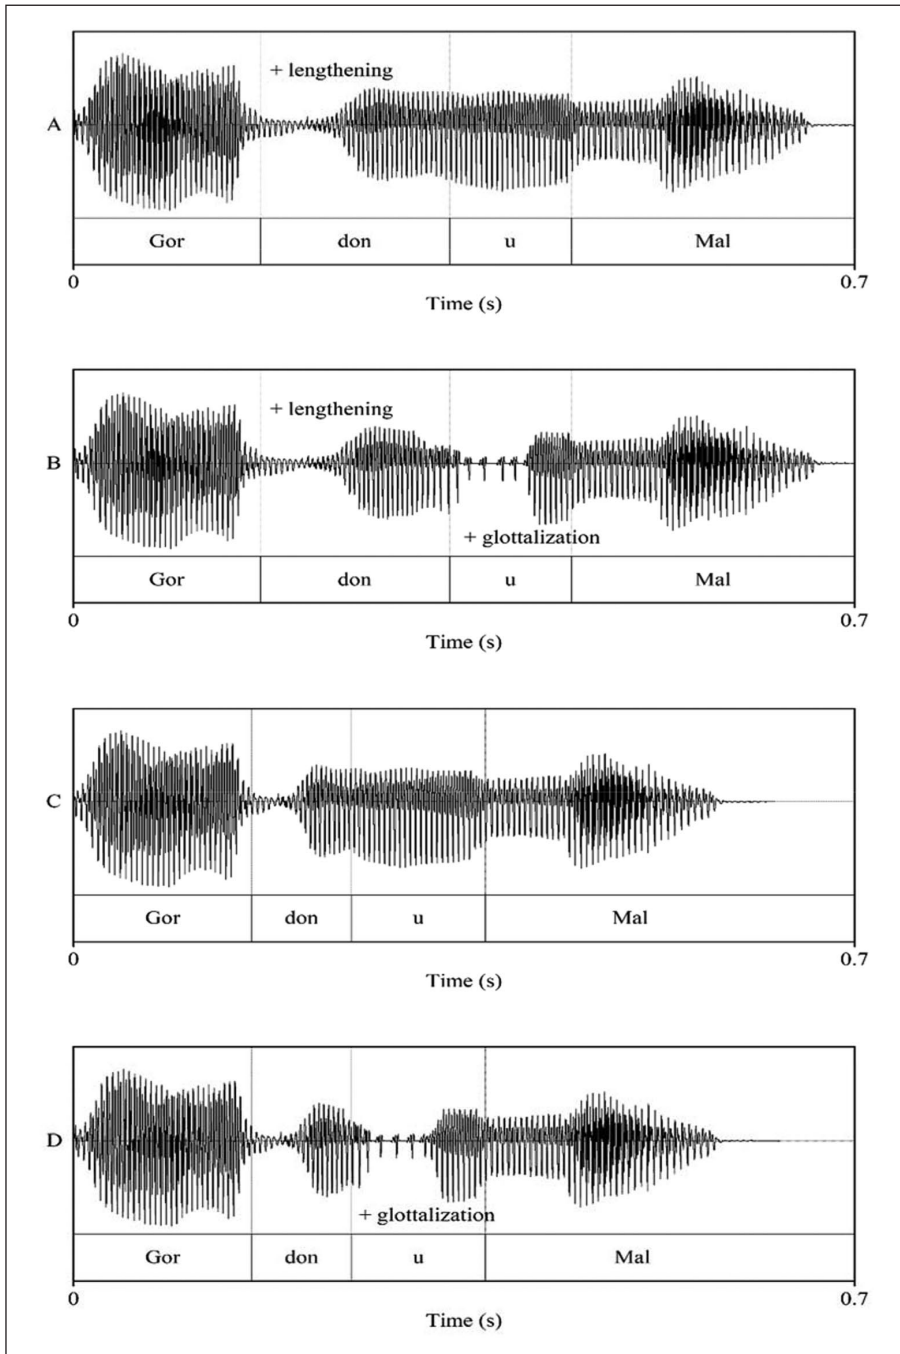 + lengthening
A
Gor don u Mal
0 0.7
Time (s)
+ lengthening
B
+ glottalization
Gor don u Mal
0 0.7
Time (s)
C
Gor don u Mal
0 0.7
Time (s)
D
+ glottalization
Gor don u Mal
0 0.7
Time (s)